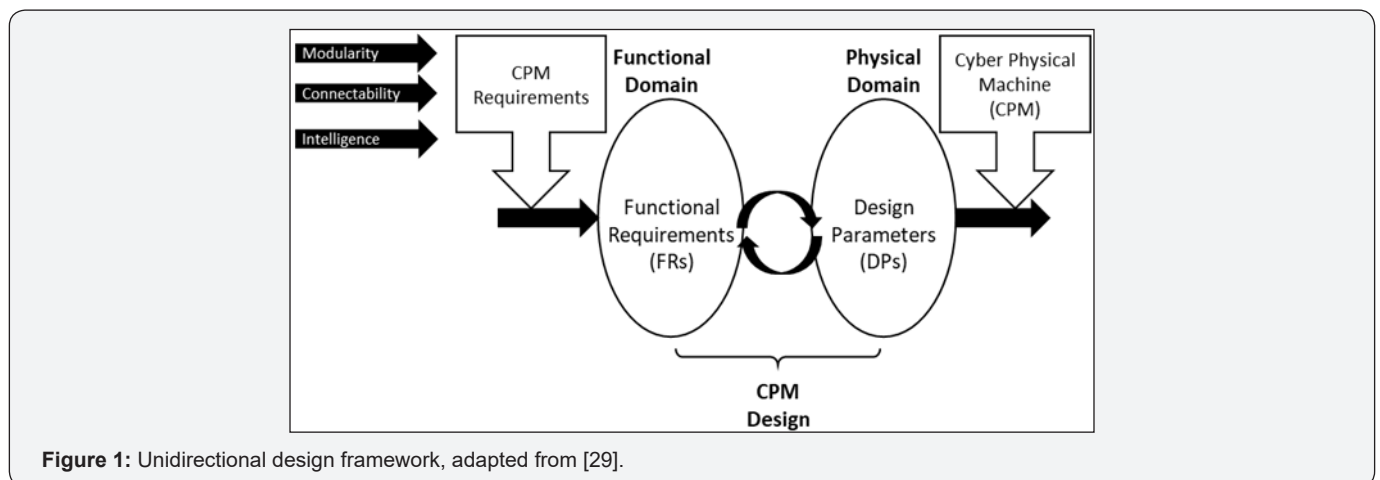 Modularity
Connectability
Intelligence
CPM
Requirements
Functional
Domain
Physical
Domain
Cyber Physical
Machine
(CPM)
Functional
Requirements
(FRs)
Design
Parameters
(DPs)
CPM
Design
Figure 1: Unidirectional design framework, adapted from [29].